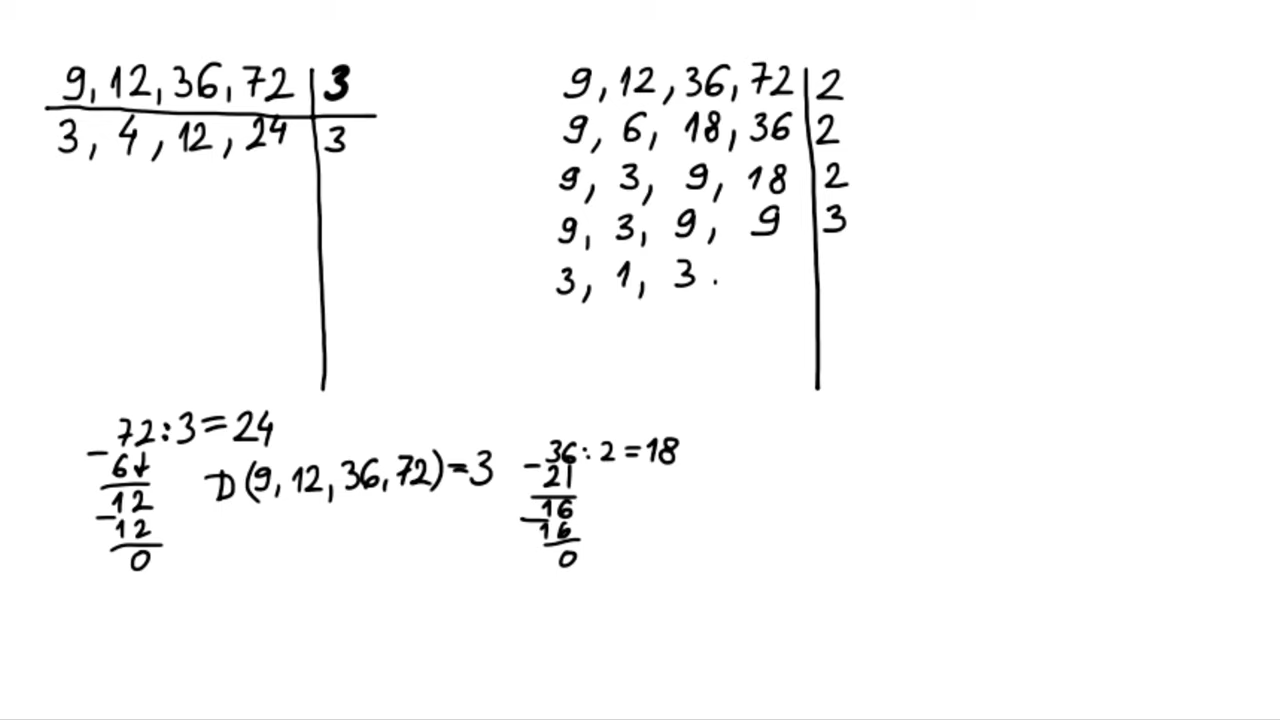 9, 12, 36, 72 | 3
3, 4, 12, 24 | 3
9, 12, 36, 72 | 2
9, 6, 18, 36 | 2
9, 3, 9, 18 | 2
9, 3, 9, 9 | 3
3, 1, 3 .
72:3=24
- 6↓
12
- 12
0
D(9, 12, 36, 72)=3
36:2=18
- 2↓
16
- 16
0